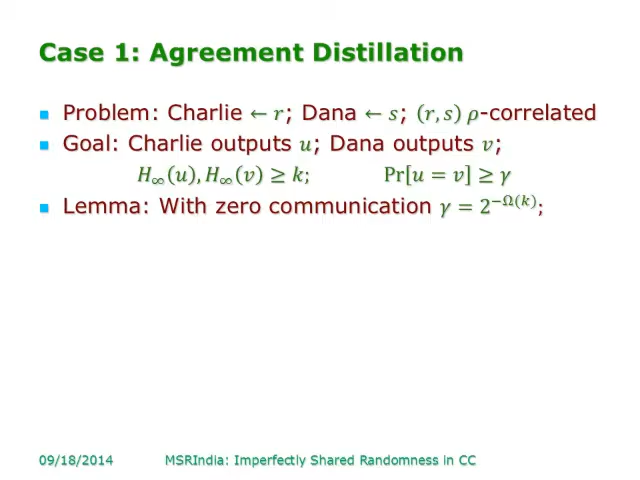 Case 1: Agreement Distillation
Problem: Charlie ← r; Dana ← s; (r, s) ρ-correlated
Goal: Charlie outputs u; Dana outputs v;
H∞(u), H∞(v) ≥ k; Pr[u = v] ≥ γ
Lemma: With zero communication γ = 2^{−Ω(k)};
09/18/2014 MSRIndia: Imperfectly Shared Randomness in CC